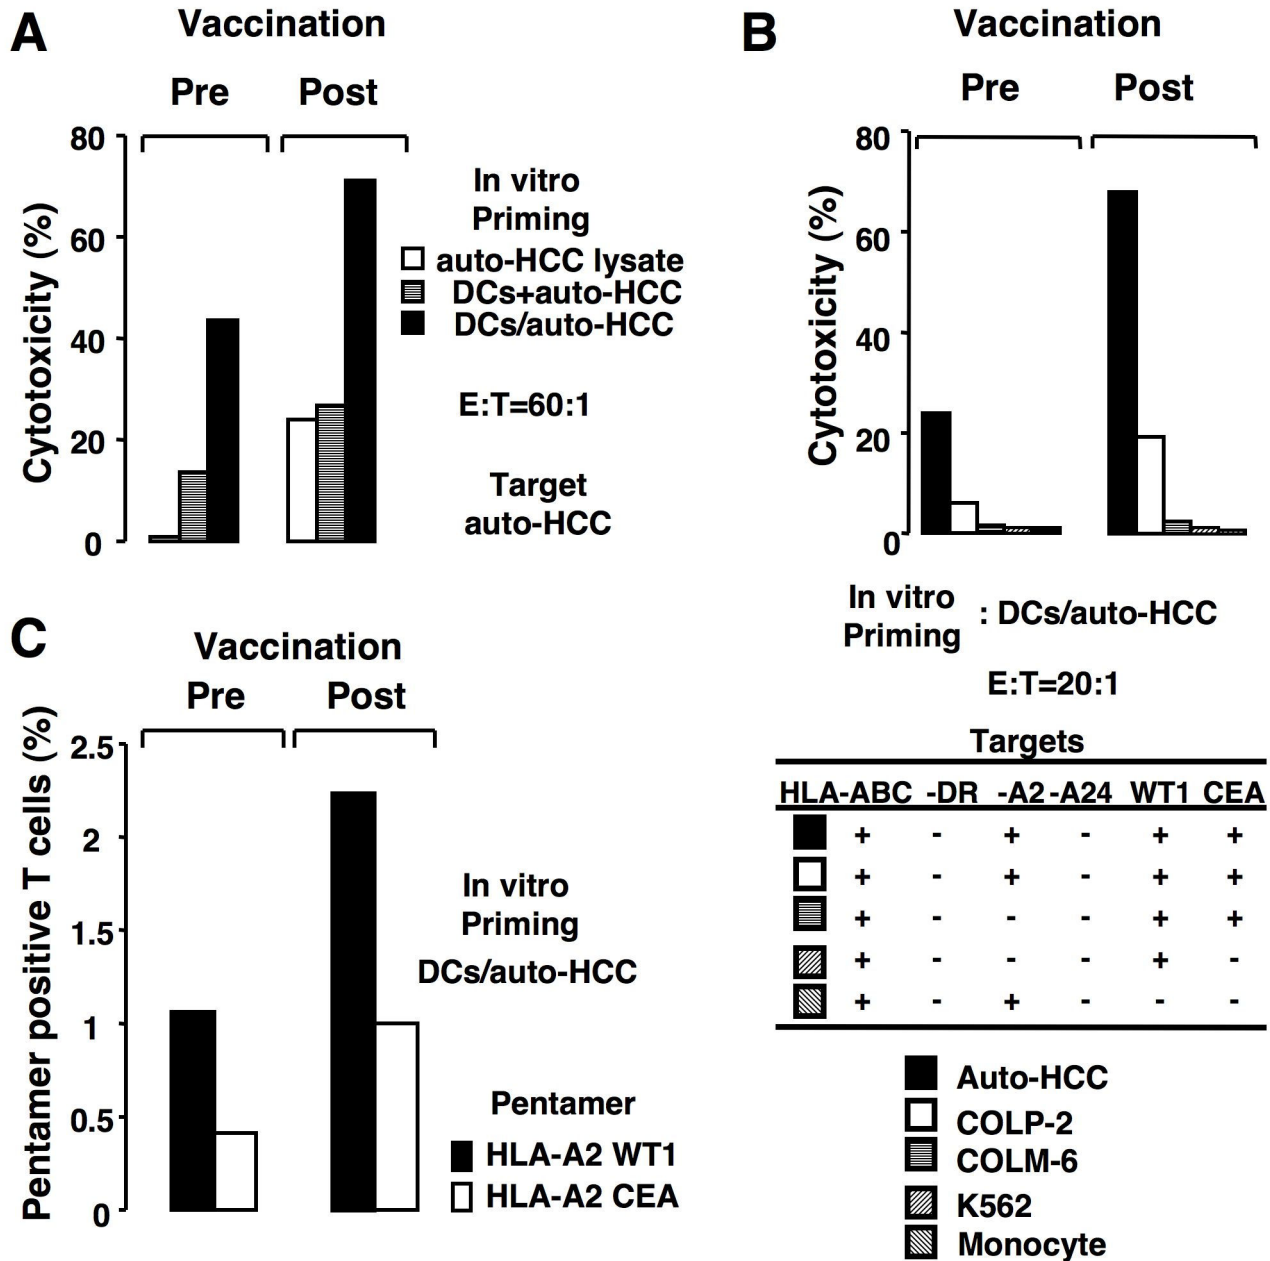 A
Vaccination
Pre Post
80
60
40
20
0
Cytotoxicity (%)
In vitro
Priming
auto-HCC lysate
DCs+auto-HCC
DCs/auto-HCC
E:T=60:1
Target
auto-HCC
B
Vaccination
Pre Post
80
60
40
20
0
Cytotoxicity (%)
In vitro
Priming : DCs/auto-HCC
E:T=20:1
Targets
HLA-ABC -DR -A2 -A24 WT1 CEA
+ - + - + +
+ - + - + +
+ - - - + +
+ - - - + -
+ - + - - -
Auto-HCC
COLP-2
COLM-6
K562
Monocyte
C
Vaccination
Pre Post
2.5
2
1.5
1
0.5
0
Pentamer positive T cells (%)
In vitro
Priming
DCs/auto-HCC
Pentamer
HLA-A2 WT1
HLA-A2 CEA